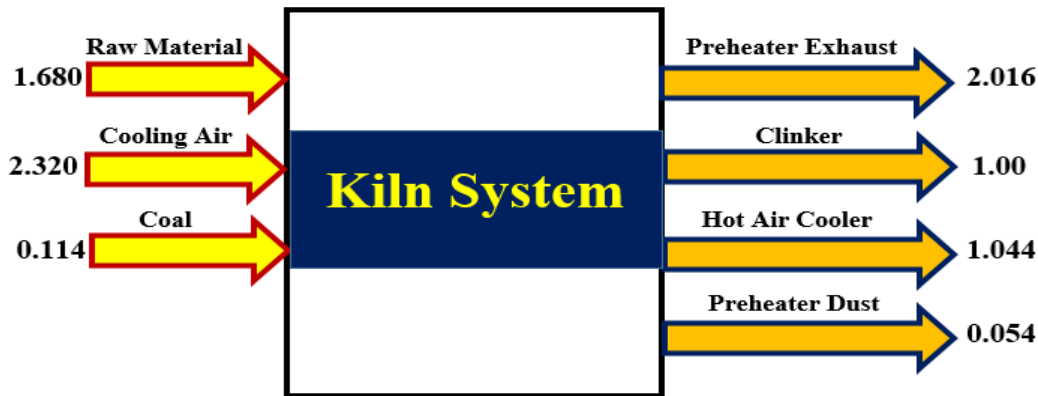 Raw Material
1.680
Cooling Air
2.320
Coal
0.114
Kiln System
Preheater Exhaust
2.016
Clinker
1.00
Hot Air Cooler
1.044
Preheater Dust
0.054